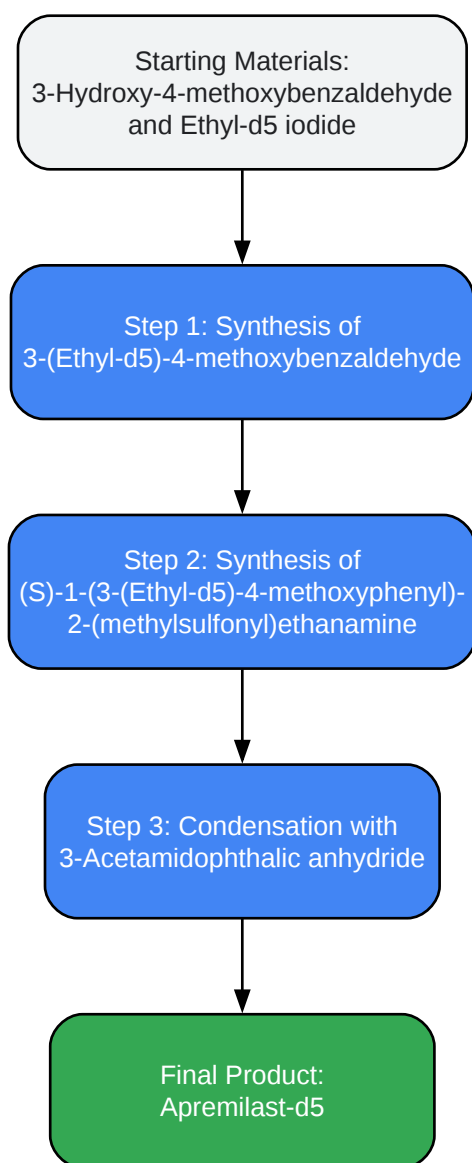 Starting Materials:
3-Hydroxy-4-methoxybenzaldehyde
and Ethyl-d5 iodide
Step 1: Synthesis of
3-(Ethyl-d5)-4-methoxybenzaldehyde
Step 2: Synthesis of
(S)-1-(3-(Ethyl-d5)-4-methoxyphenyl)-
2-(methylsulfonyl)ethanamine
Step 3: Condensation with
3-Acetamidophthalic anhydride
Final Product:
Apremilast-d5